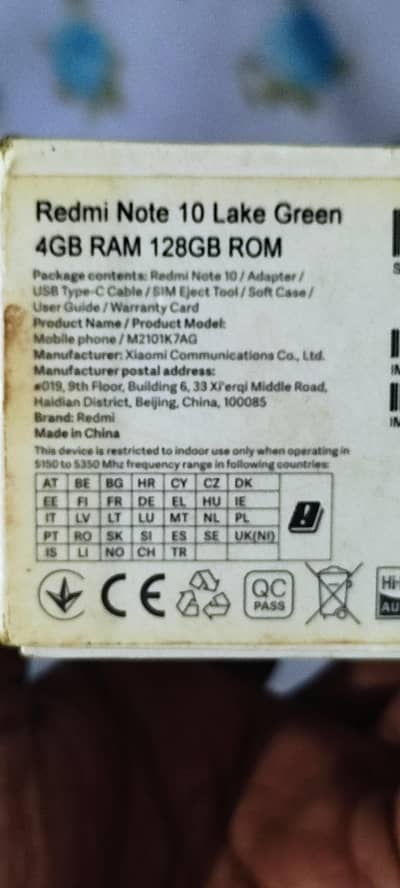 Redmi Note 10 Lake Green
4GB RAM 128GB ROM
Package contents: Redmi Note 10 / Adapter /
USB Type-C Cable / SIM Eject Tool / Soft Case /
User Guide / Warranty Card
Product Name / Product Model:
Mobile phone / M2101K7AG
Manufacturer: Xiaomi Communications Co., Ltd.
Manufacturer postal address:
#019, 9th Floor, Building 6, 33 Xi'erqi Middle Road,
Haidian District, Beijing, China, 100085
Brand: Redmi
Made in China
This device is restricted to indoor use only when operating in
5150 to 5350 Mhz frequency range in following countries:
AT BE BG HR CY CZ DK
EE FI FR DE EL HU IE
IT LV LT LU MT NL PL
PT RO SK SI ES SE UK(NI)
IS LI NO CH TR
CE QC Hi-
PASS AU